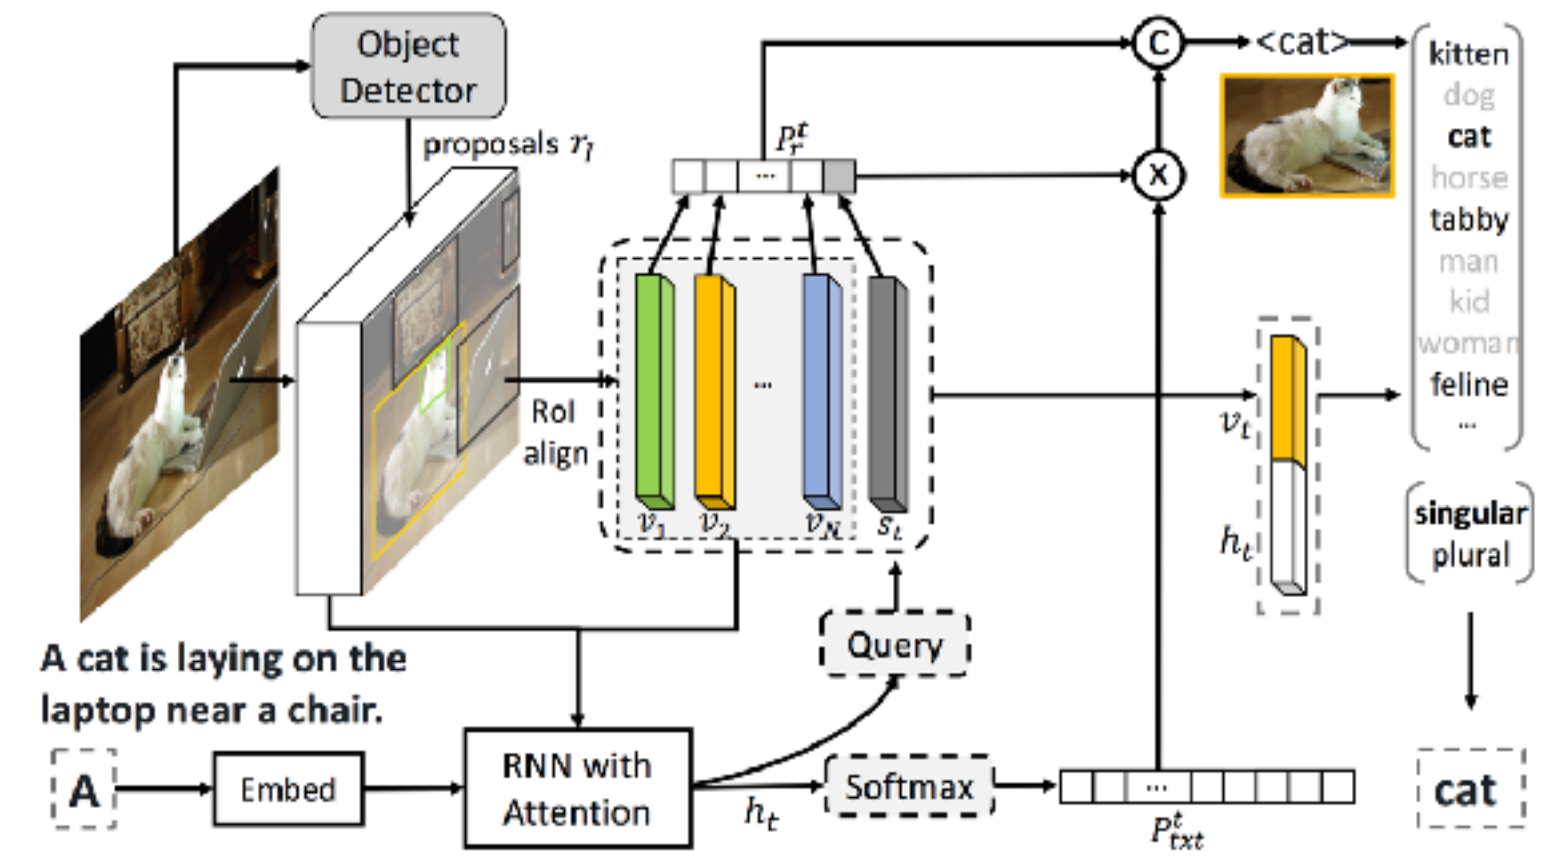 Object
Detector
proposals r_l
RoI
align
v_1
v_2
...
v_N
s_t
P_r^t
...
C
X
<cat>
kitten
dog
cat
horse
tabby
man
kid
woman
feline
...
singular
plural
cat
v_t
h_t
Query
A cat is laying on the
laptop near a chair.
A
Embed
RNN with
Attention
h_t
Softmax
...
P_txt^t